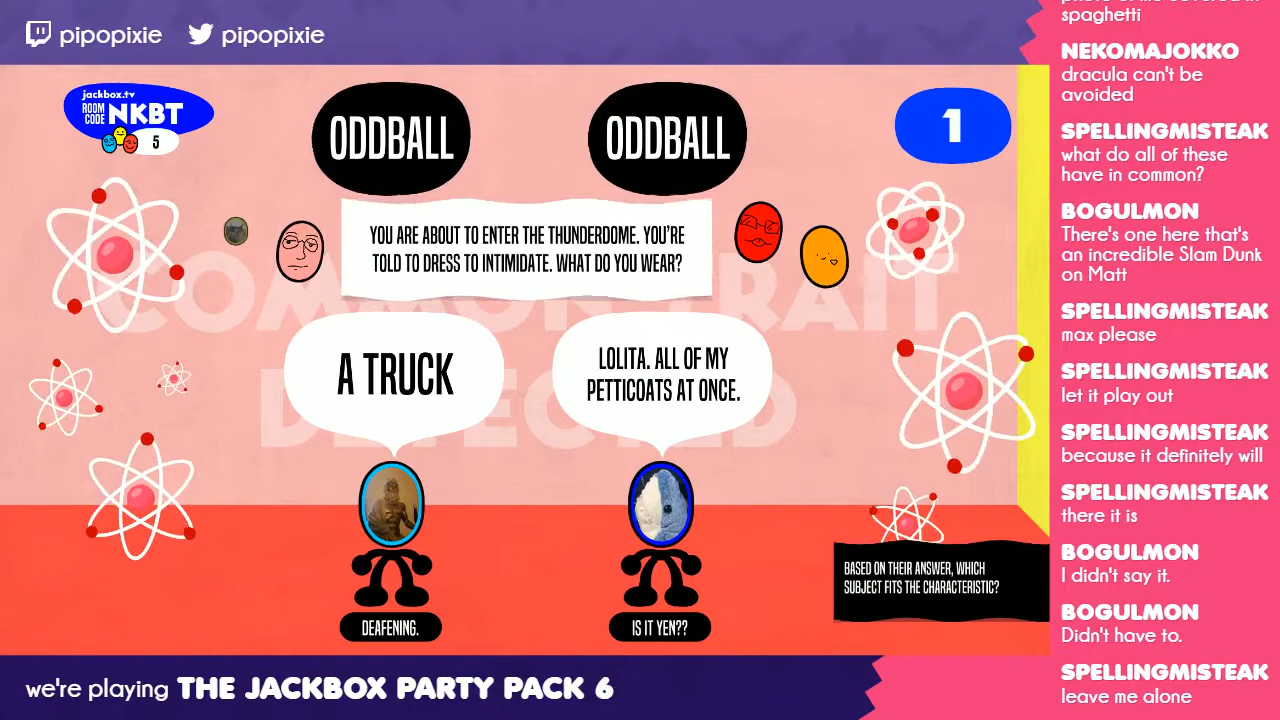 pipopixie
pipopixie
jackbox.tv
ROOM
CODE
NKBT
5
ODDBALL
ODDBALL
1
YOU ARE ABOUT TO ENTER THE THUNDERDOME. YOU'RE
TOLD TO DRESS TO INTIMIDATE. WHAT DO YOU WEAR?
COMMON TRAIT
DETECTED
A TRUCK
LOLITA. ALL OF MY
PETTICOATS AT ONCE.
DEAFENING.
IS IT YEN??
BASED ON THEIR ANSWER, WHICH
SUBJECT FITS THE CHARACTERISTIC?
we're playing THE JACKBOX PARTY PACK 6
spaghetti
NEKOMAJOKKO
dracula can't be
avoided
SPELLINGMISTEAK
what do all of these
have in common?
BOGULMON
There's one here that's
an incredible Slam Dunk
on Matt
SPELLINGMISTEAK
max please
SPELLINGMISTEAK
let it play out
SPELLINGMISTEAK
because it definitely will
SPELLINGMISTEAK
there it is
BOGULMON
I didn't say it.
BOGULMON
Didn't have to.
SPELLINGMISTEAK
leave me alone